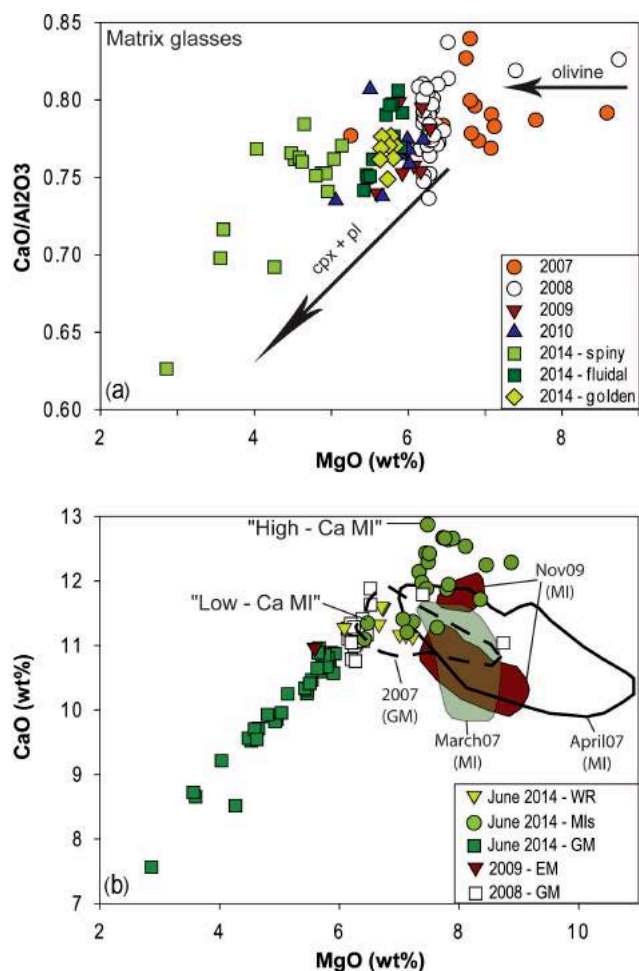 0.85
Matrix glasses
olivine
0.80
CaO/Al2O3
0.75
0.70
cpx + pl
0.65
0.60
(a)
2007
2008
2009
2010
2014 - spiny
2014 - fluidal
2014 - golden
2 4 6 8
MgO (wt%)
13
"High - Ca MI"
12
Nov09
(MI)
"Low - Ca MI"
11
CaO (wt%)
10
2007
(GM)
March07
(MI)
April07
(MI)
9
8
7
(b)
June 2014 - WR
June 2014 - MIs
June 2014 - GM
2009 - EM
2008 - GM
2 4 6 8 10
MgO (wt%)